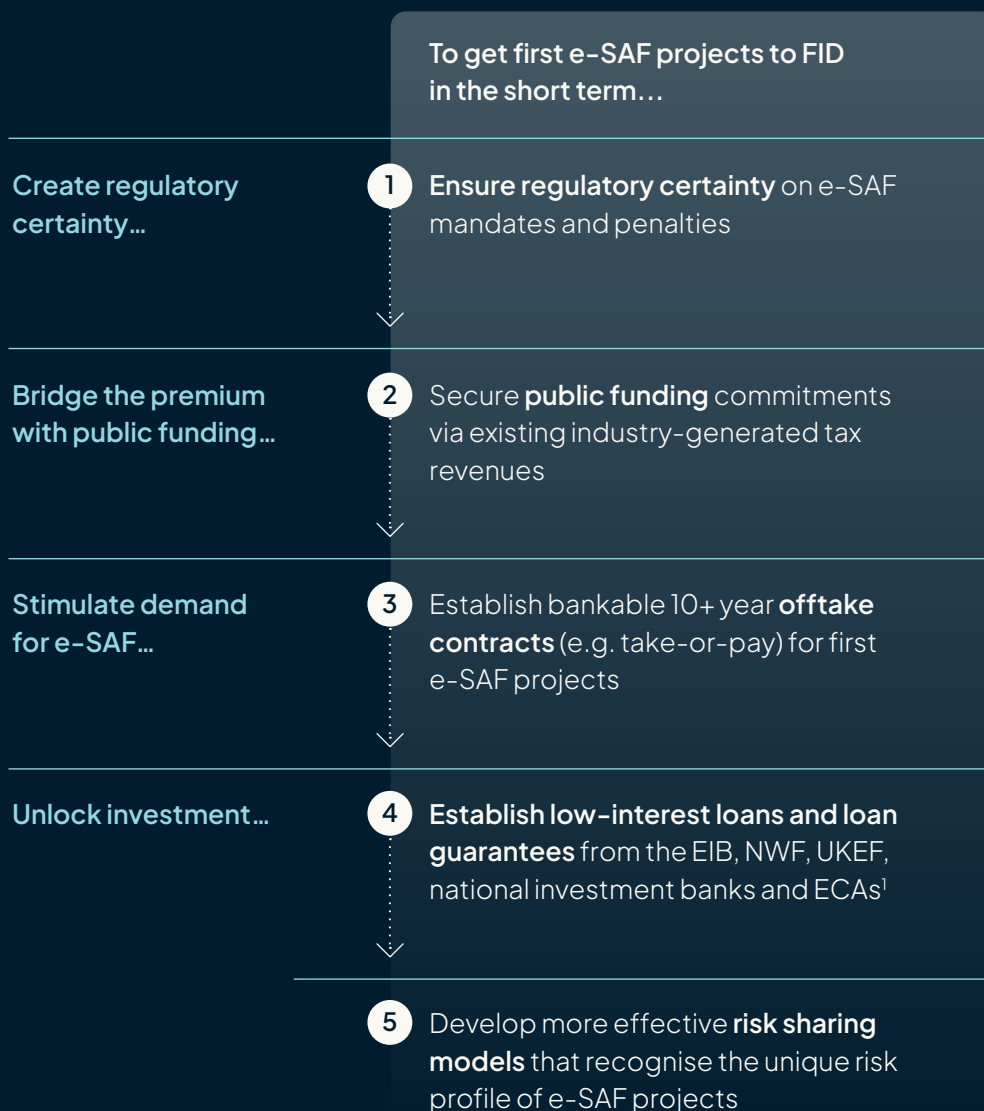 To get first e-SAF projects to FID
in the short term...
Create regulatory
certainty...
1
Ensure regulatory certainty on e-SAF
mandates and penalties
Bridge the premium
with public funding...
2
Secure public funding commitments
via existing industry-generated tax
revenues
Stimulate demand
for e-SAF...
3
Establish bankable 10+ year offtake
contracts (e.g. take-or-pay) for first
e-SAF projects
Unlock investment...
4
Establish low-interest loans and loan
guarantees from the EIB, NWF, UKEF,
national investment banks and ECAs¹
5
Develop more effective risk sharing
models that recognise the unique risk
profile of e-SAF projects